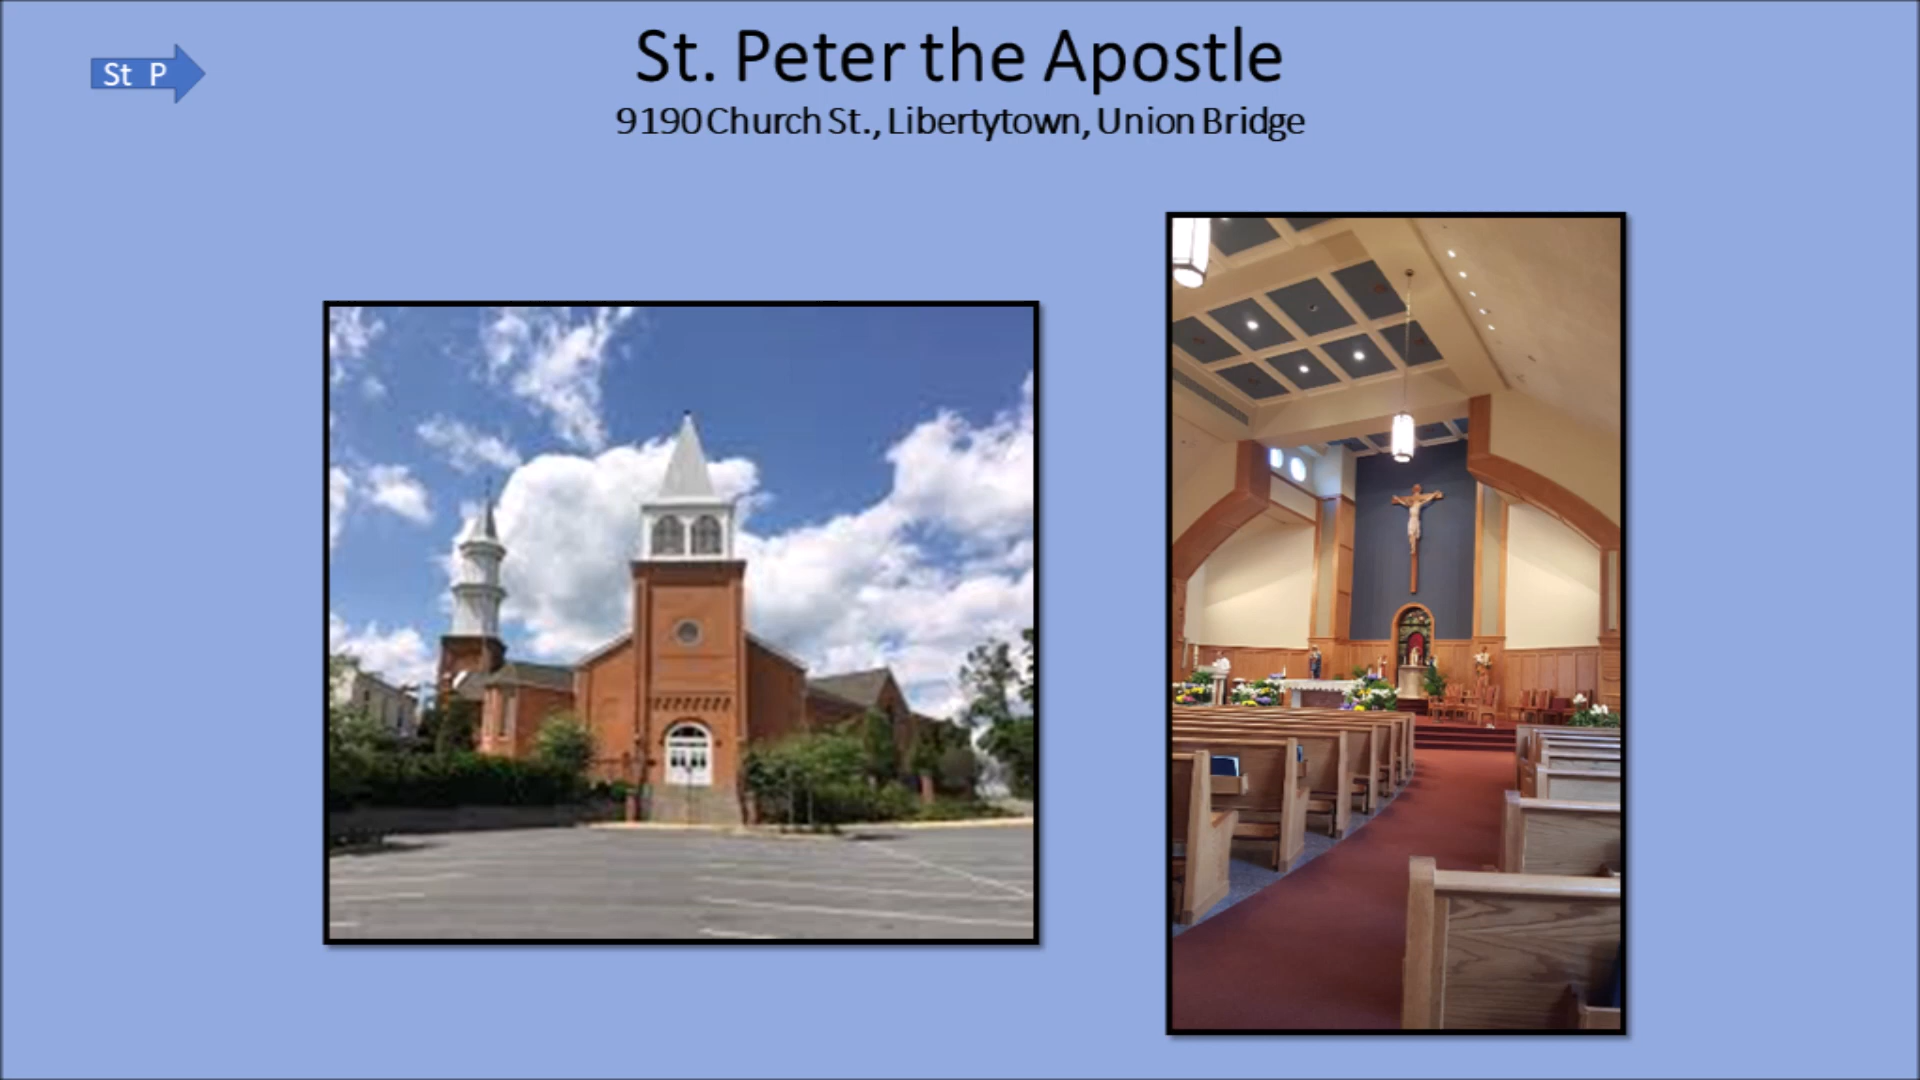 St P
St. Peter the Apostle
9190 Church St., Libertytown, Union Bridge